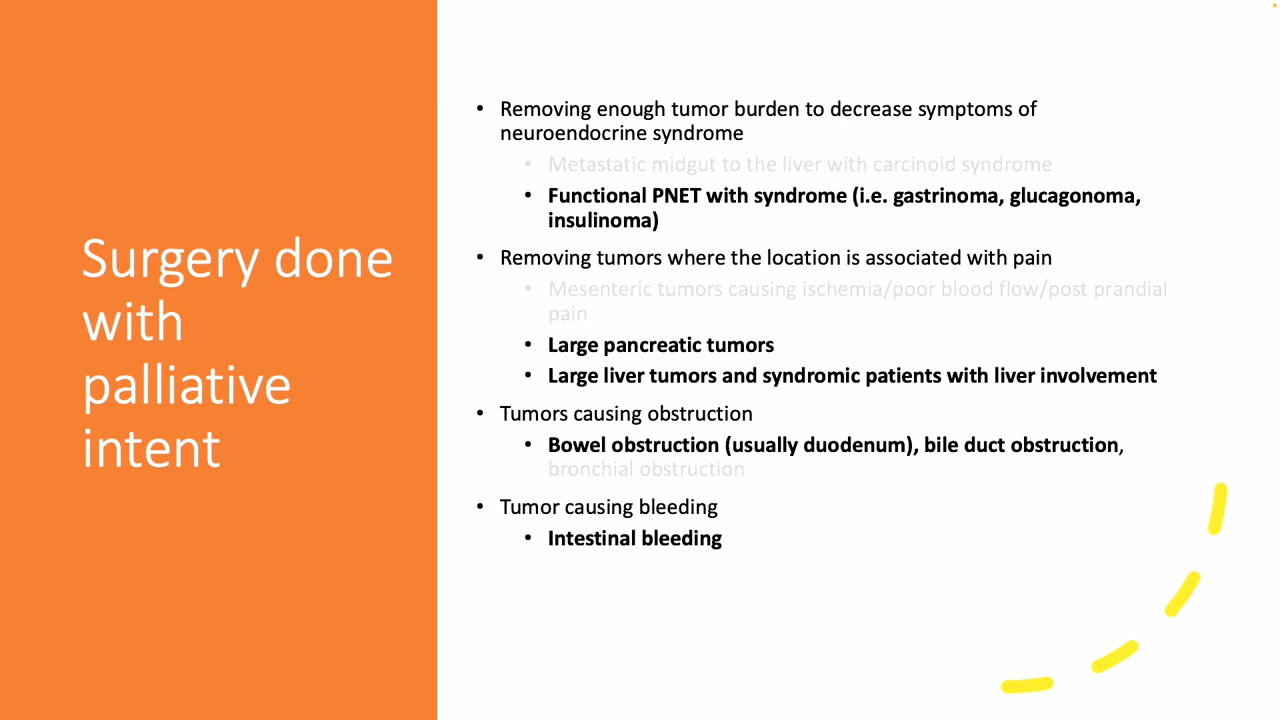 Surgery done
with
palliative
intent
• Removing enough tumor burden to decrease symptoms of
neuroendocrine syndrome
• Metastatic midgut to the liver with carcinoid syndrome
• Functional PNET with syndrome (i.e. gastrinoma, glucagonoma,
insulinoma)
• Removing tumors where the location is associated with pain
• Mesenteric tumors causing ischemia/poor blood flow/post prandial
pain
• Large pancreatic tumors
• Large liver tumors and syndromic patients with liver involvement
• Tumors causing obstruction
• Bowel obstruction (usually duodenum), bile duct obstruction,
bronchial obstruction
• Tumor causing bleeding
• Intestinal bleeding